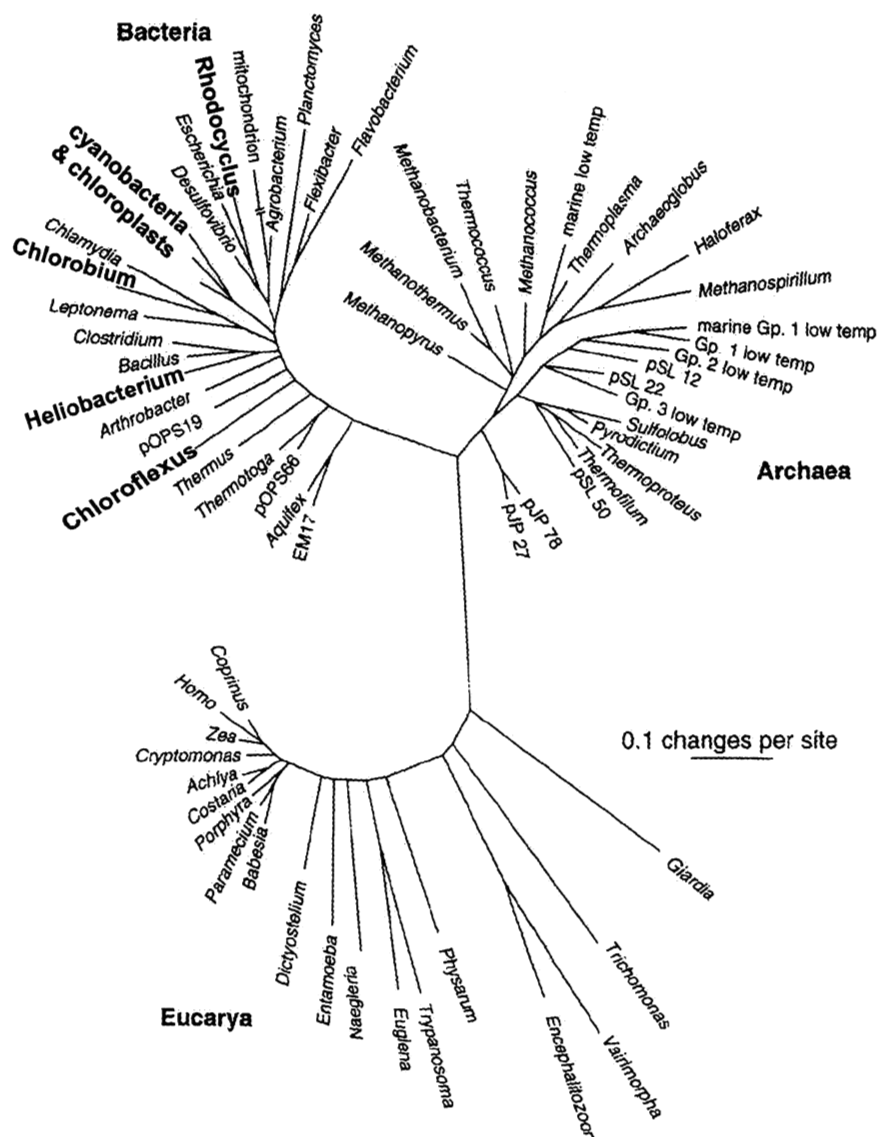 Bacteria
mitochondrion
Rhodocyclus
Escherichia
Desulfovibrio
cyanobacteria
& chloroplasts
Agrobacterium
Planctomyces
Flexibacter
Flavobacterium
Chlamydia
Chlorobium
Leptonema
Clostridium
Bacillus
Heliobacterium
Arthrobacter
pOPS19
Chloroflexus
Thermus
Thermotoga
pOPS66
Aquifex
EM17
Methanopyrus
Methanothermus
Methanobacterium
Thermococcus
Methanococcus
marine low temp
Thermoplasma
Archaeoglobus
Haloferax
Methanospirillum
marine Gp. 1 low temp
Gp. 1 low temp
Gp. 2 low temp
pSL 12
pSL 22
Gp. 3 low temp
Sulfolobus
Pyrodictium
Thermoproteus
Thermofilum
pSL 50
pJP 78
pJP 27
Archaea
Coprinus
Homo
Zea
Cryptomonas
Achlya
Costaria
Porphyra
Paramecium
Babesia
Dictyostelium
Entamoeba
Naegleria
Euglena
Trypanosoma
Physarum
Encephalitozoon
Vairimorpha
Trichomonas
Giardia
0.1 changes per site
Eucarya